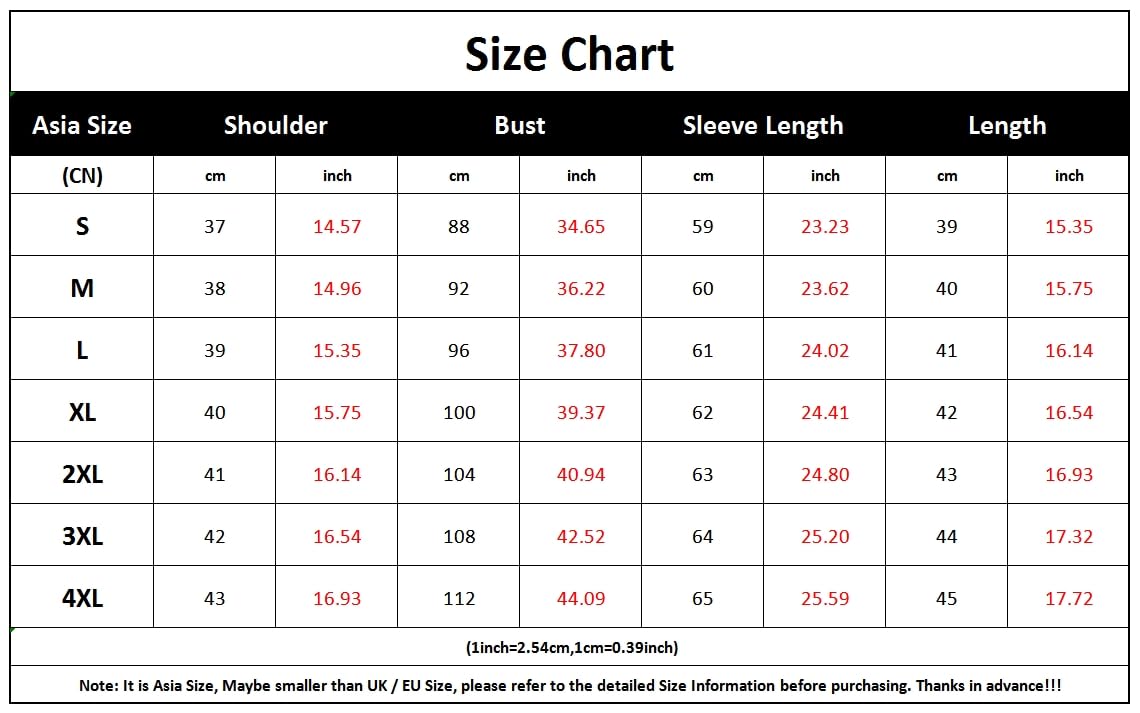 Size Chart
Asia Size Shoulder Bust Sleeve Length Length
(CN) cm inch cm inch cm inch cm inch
S 37 14.57 88 34.65 59 23.23 39 15.35
M 38 14.96 92 36.22 60 23.62 40 15.75
L 39 15.35 96 37.80 61 24.02 41 16.14
XL 40 15.75 100 39.37 62 24.41 42 16.54
2XL 41 16.14 104 40.94 63 24.80 43 16.93
3XL 42 16.54 108 42.52 64 25.20 44 17.32
4XL 43 16.93 112 44.09 65 25.59 45 17.72
(1inch=2.54cm,1cm=0.39inch)
Note: It is Asia Size, Maybe smaller than UK / EU Size, please refer to the detailed Size Information before purchasing. Thanks in advance!!!